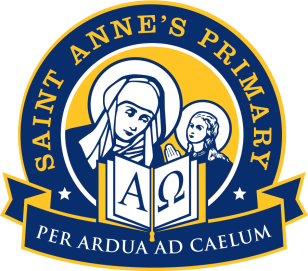 SAINT ANNE'S PRIMARY
Α Ω
PER ARDUA AD CAELUM